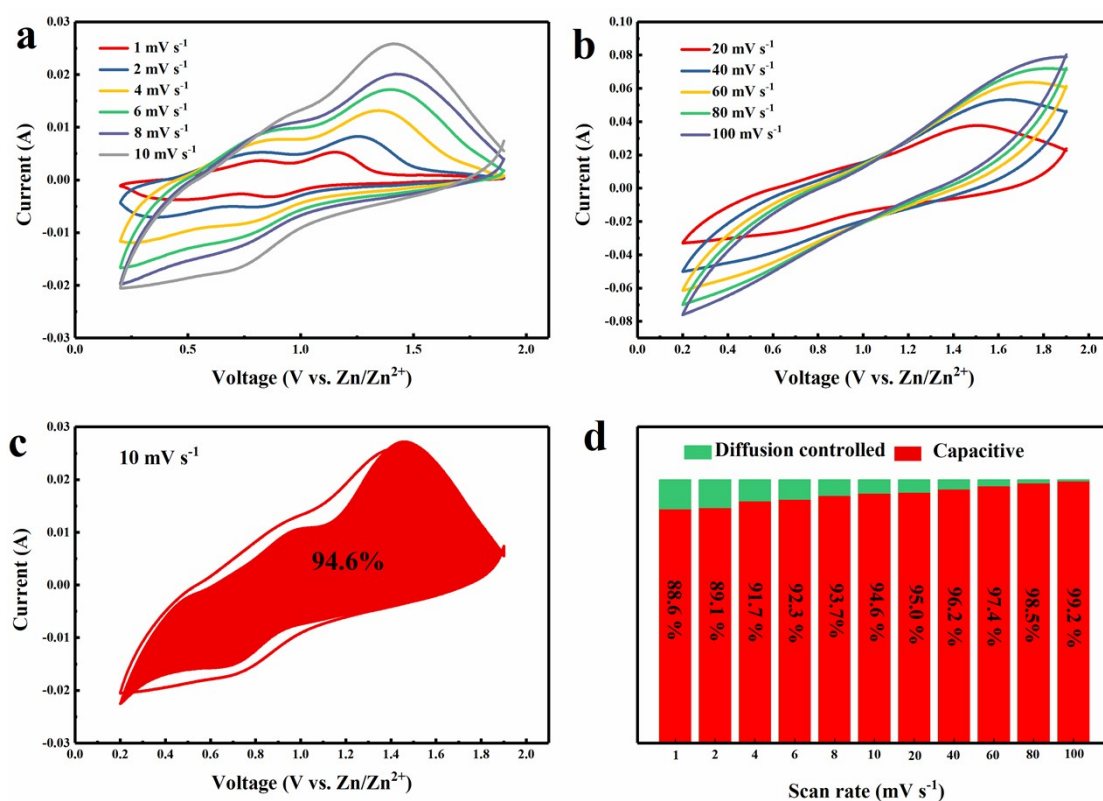 a
1 mV s⁻¹
2 mV s⁻¹
4 mV s⁻¹
6 mV s⁻¹
8 mV s⁻¹
10 mV s⁻¹
0.03
0.02
0.01
0.00
-0.01
-0.02
-0.03
Current (A)
0.0 0.5 1.0 1.5 2.0
Voltage (V vs. Zn/Zn²⁺)
b
20 mV s⁻¹
40 mV s⁻¹
60 mV s⁻¹
80 mV s⁻¹
100 mV s⁻¹
0.10
0.08
0.06
0.04
0.02
0.00
-0.02
-0.04
-0.06
-0.08
Current (A)
0.0 0.2 0.4 0.6 0.8 1.0 1.2 1.4 1.6 1.8 2.0
Voltage (V vs. Zn/Zn²⁺)
c
10 mV s⁻¹
94.6%
0.03
0.02
0.01
0.00
-0.01
-0.02
-0.03
Current (A)
0.0 0.2 0.4 0.6 0.8 1.0 1.2 1.4 1.6 1.8 2.0
Voltage (V vs. Zn/Zn²⁺)
d
Diffusion controlled Capacitive
88.6 %
89.1 %
91.7 %
92.3 %
93.7%
94.6 %
95.0 %
96.2 %
97.4 %
98.5%
99.2 %
1 2 4 6 8 10 20 40 60 80 100
Scan rate (mV s⁻¹)